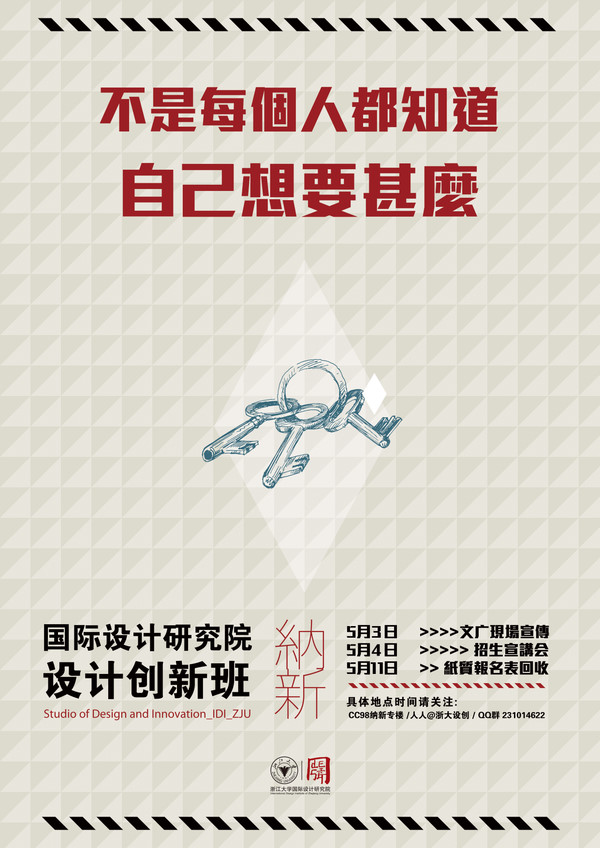 不是每個人都知道
自己想要甚麼
国际设计研究院
设计创新班
Studio of Design and Innovation_IDI_ZJU
納新
5月3日 >>>>文广現場宣傳
5月4日 >>>>> 招生宣講會
5月11日 >> 紙質報名表回收
具体地点时间请关注:
CC98纳新专楼 /人人@浙大设创 / QQ群 231014622
浙江大学国际设计研究院